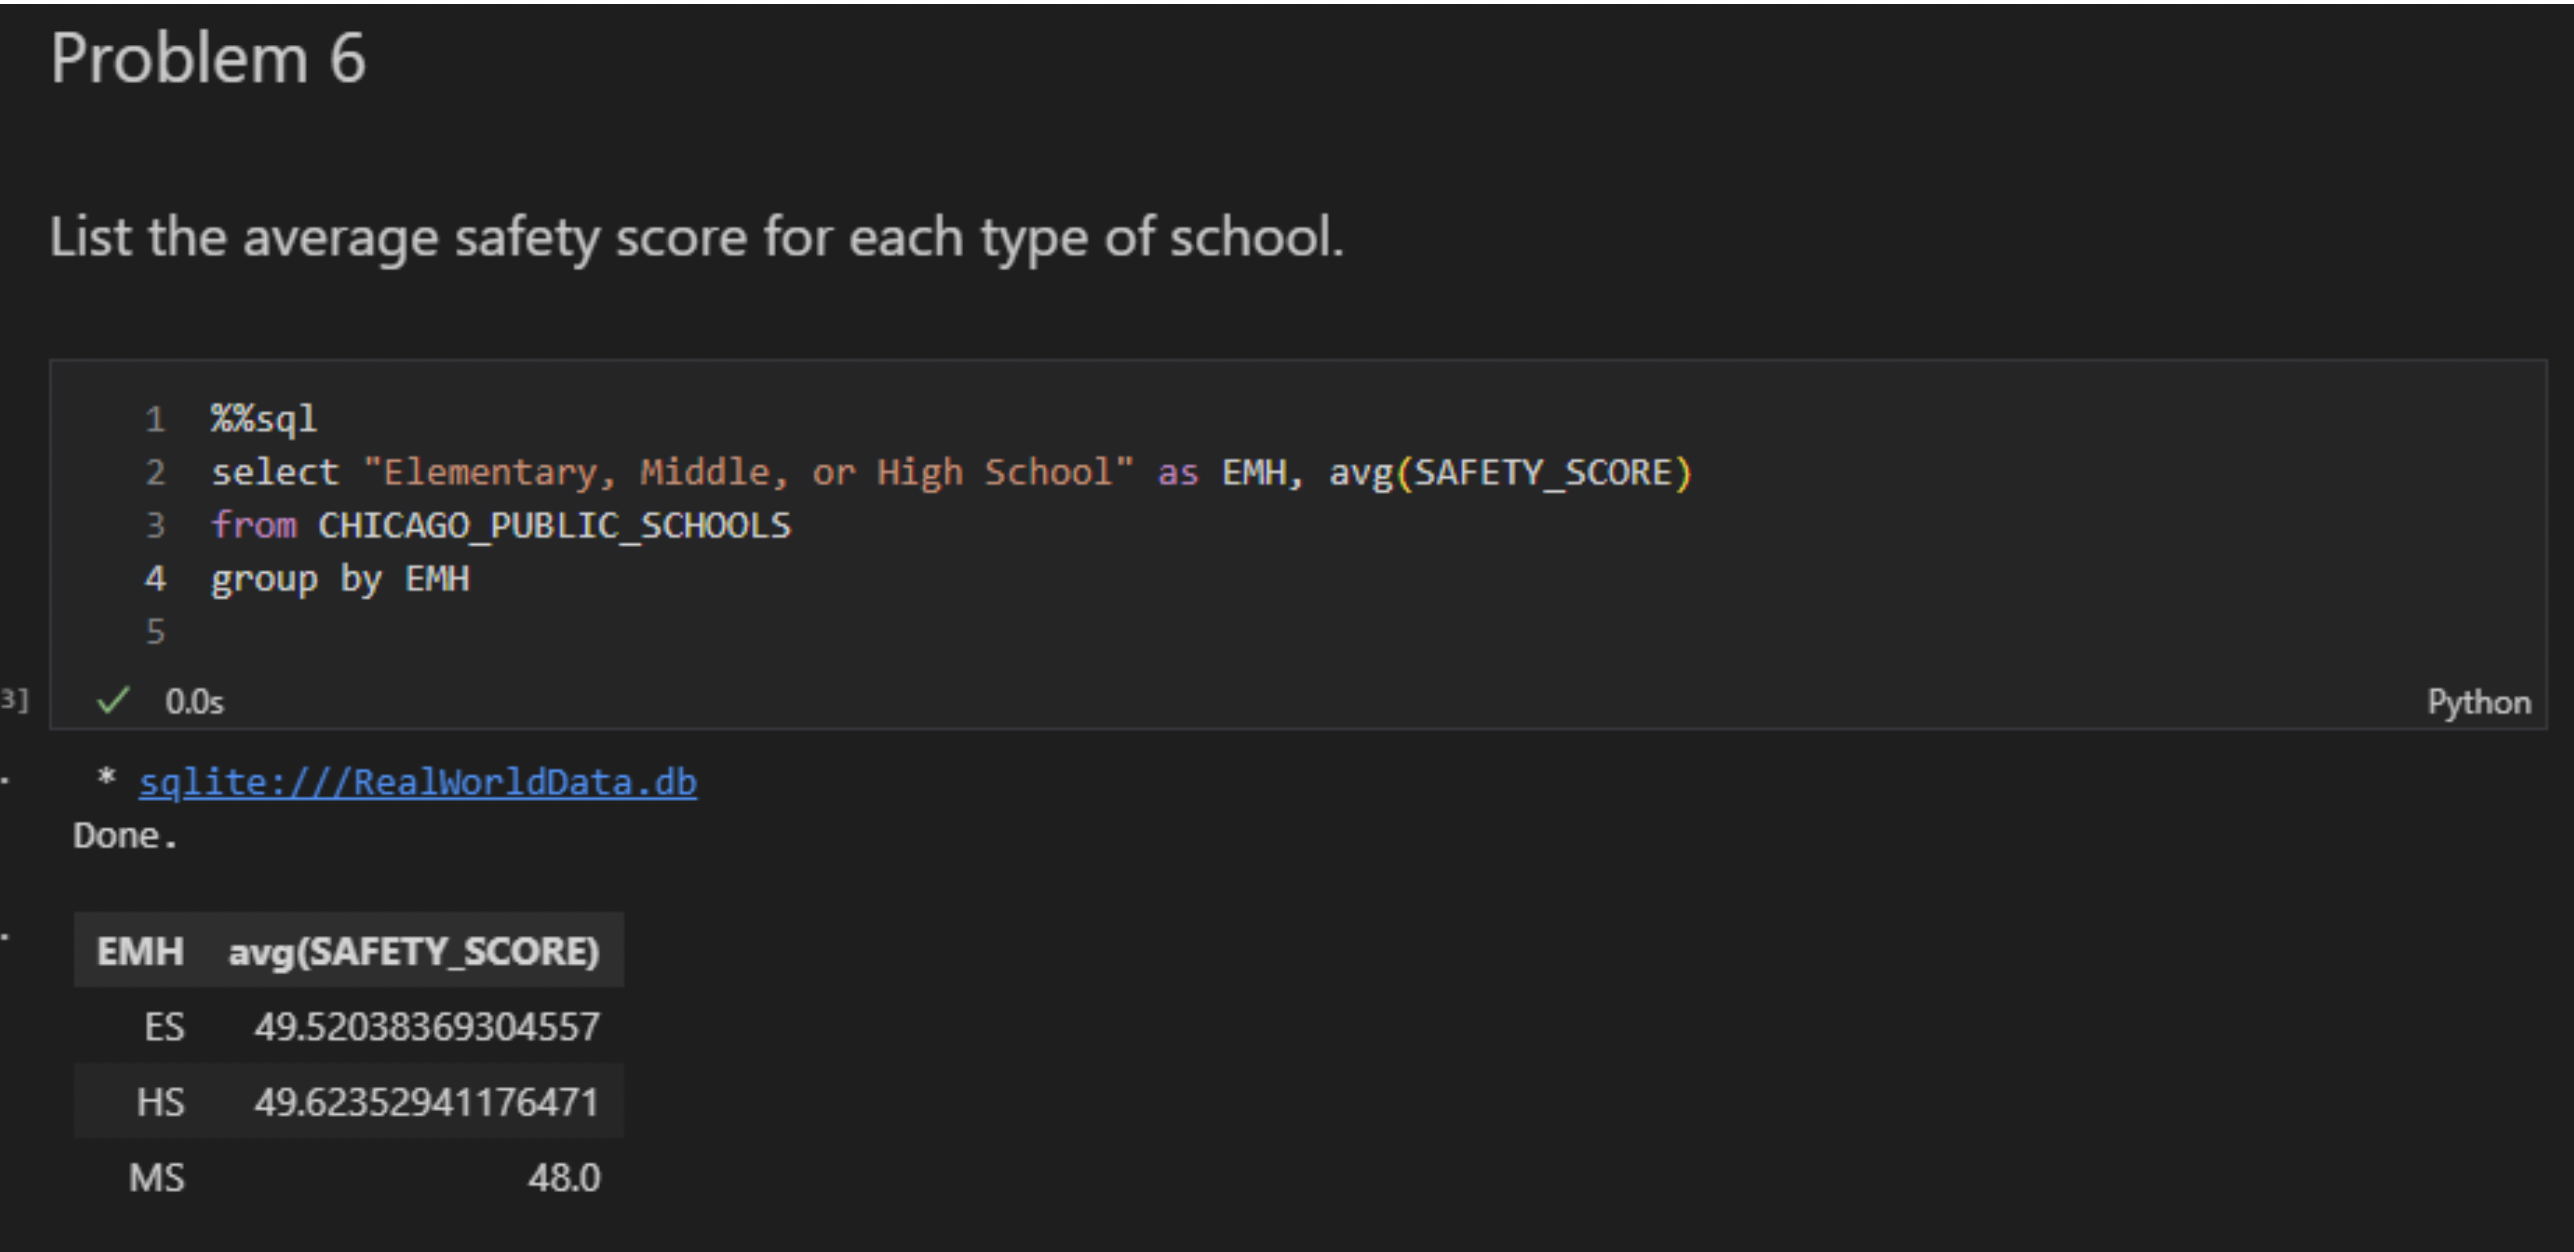 Problem 6
List the average safety score for each type of school.
1 %%sql
2 select "Elementary, Middle, or High School" as EMH, avg(SAFETY_SCORE)
3 from CHICAGO_PUBLIC_SCHOOLS
4 group by EMH
5
3] ✓ 0.0s Python
* sqlite:///RealWorldData.db
Done.
EMH avg(SAFETY_SCORE)
ES 49.52038369304557
HS 49.62352941176471
MS 48.0